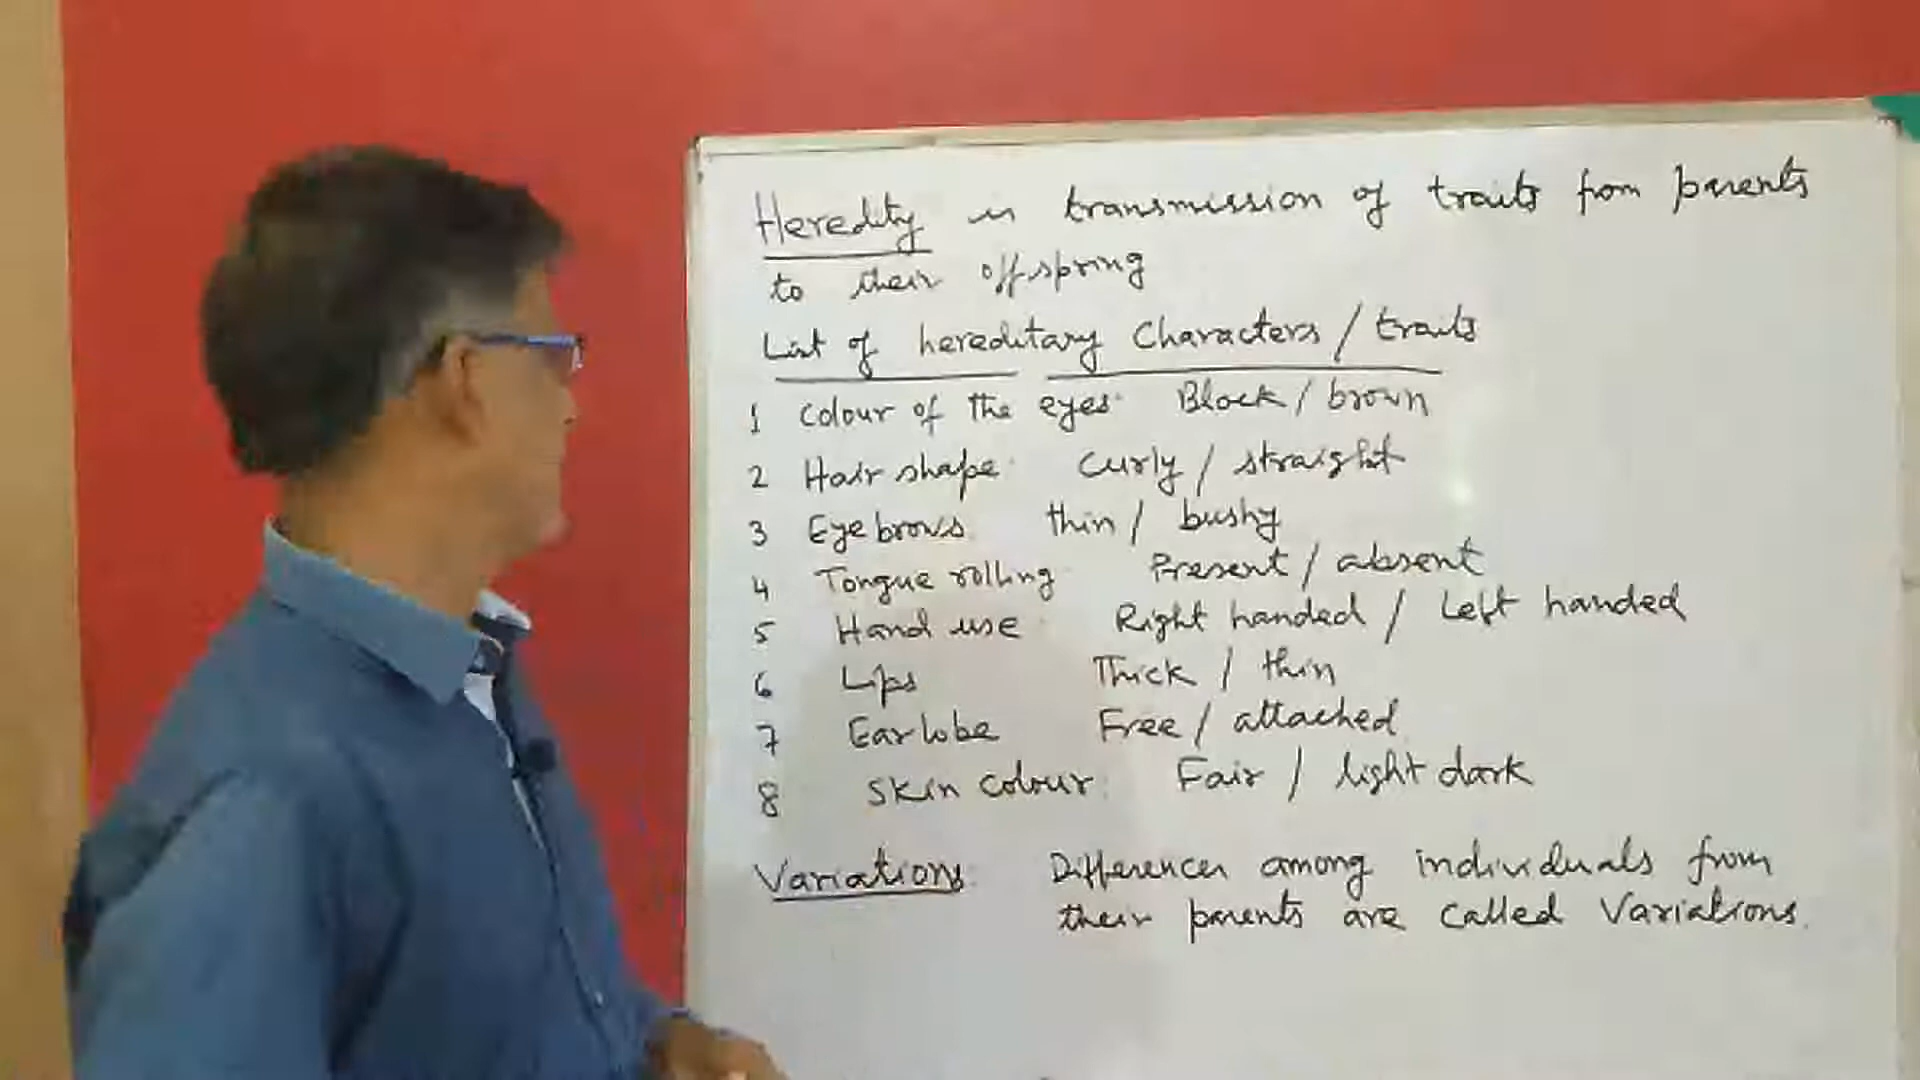 Heredity is transmission of traits from parents
to their offspring
List of hereditary Characters / traits
1 Colour of the eyes Black / brown
2 Hair shape Curly / straight
3 Eye brows thin / bushy
4 Tongue rolling Present / absent
5 Hand use Right handed / Left handed
6 Lips Thick / thin
7 Ear lobe Free / attached
8 Skin colour: Fair / light dark
Variations: Differences among individuals from
their parents are called Variations.